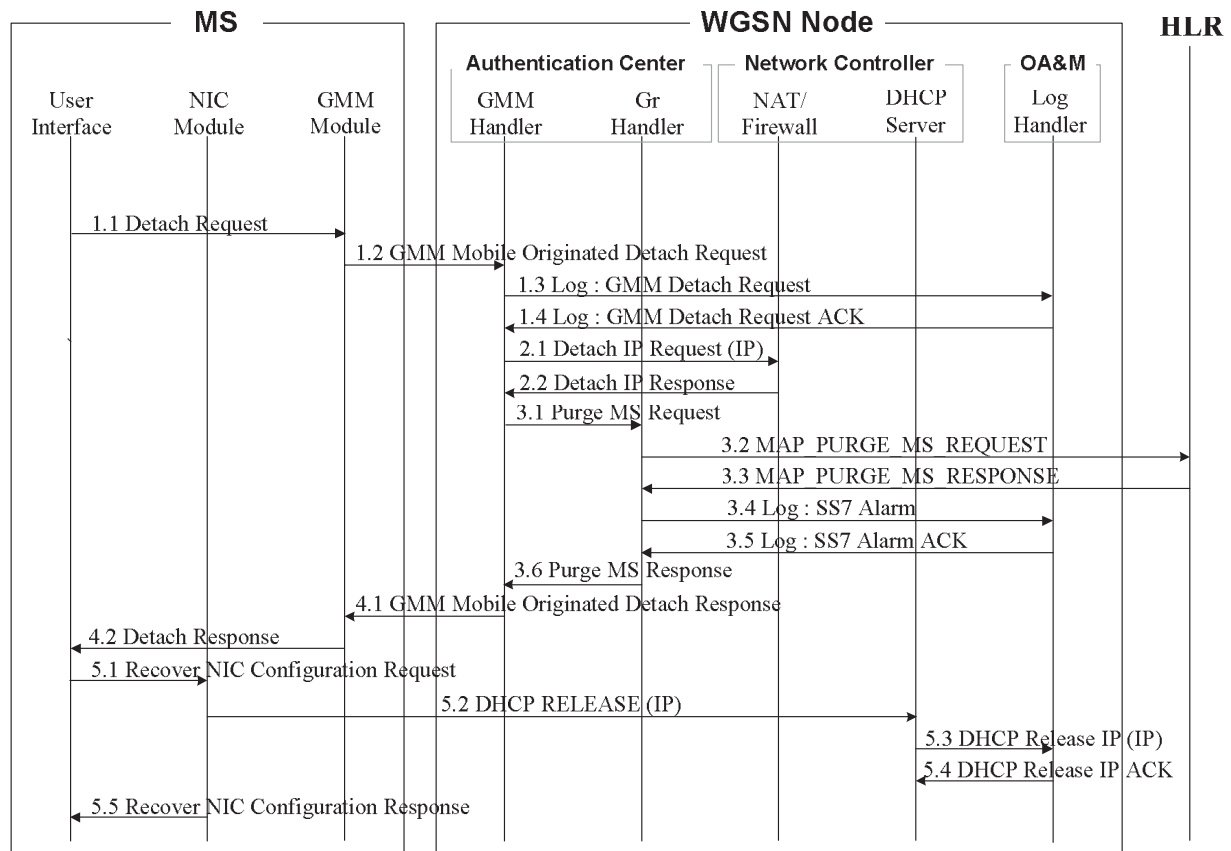 MS
WGSN Node
HLR
Authentication Center
Network Controller
OA&M
User
Interface
NIC
Module
GMM
Module
GMM
Handler
Gr
Handler
NAT/
Firewall
DHCP
Server
Log
Handler
1.1 Detach Request
1.2 GMM Mobile Originated Detach Request
1.3 Log : GMM Detach Request
1.4 Log : GMM Detach Request ACK
2.1 Detach IP Request (IP)
2.2 Detach IP Response
3.1 Purge MS Request
3.2 MAP_PURGE_MS_REQUEST
3.3 MAP_PURGE_MS_RESPONSE
3.4 Log : SS7 Alarm
3.5 Log : SS7 Alarm ACK
3.6 Purge MS Response
4.1 GMM Mobile Originated Detach Response
4.2 Detach Response
5.1 Recover NIC Configuration Request
5.2 DHCP RELEASE (IP)
5.3 DHCP Release IP (IP)
5.4 DHCP Release IP ACK
5.5 Recover NIC Configuration Response